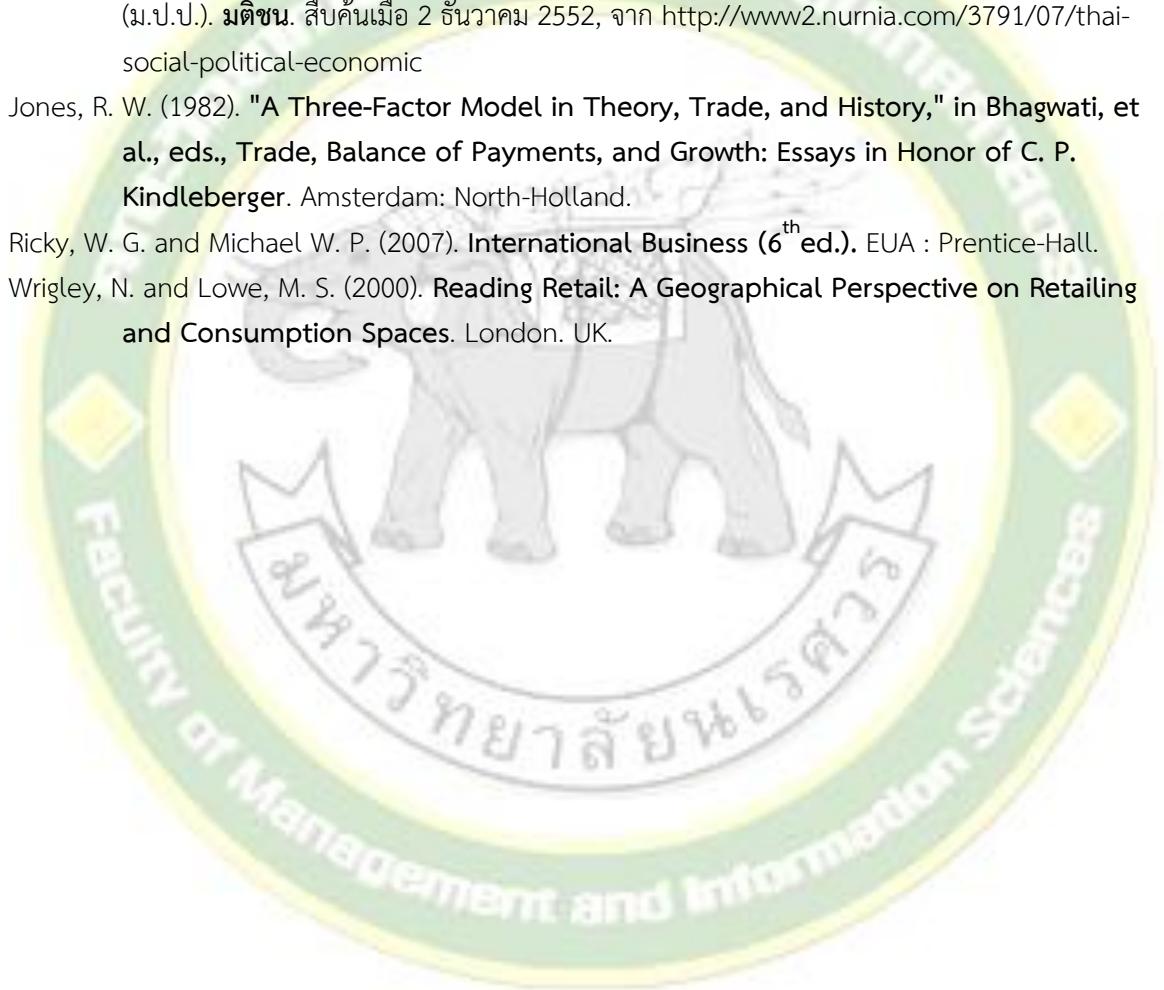 (ม.ป.ป.). มติชน. สืบค้นเมื่อ 2 ธันวาคม 2552, จาก http://www2.nurnia.com/3791/07/thai-
social-political-economic
Jones, R. W. (1982). "A Three-Factor Model in Theory, Trade, and History," in Bhagwati, et
al., eds., Trade, Balance of Payments, and Growth: Essays in Honor of C. P.
Kindleberger. Amsterdam: North-Holland.
Ricky, W. G. and Michael W. P. (2007). International Business (6th ed.). EUA : Prentice-Hall.
Wrigley, N. and Lowe, M. S. (2000). Reading Retail: A Geographical Perspective on Retailing
and Consumption Spaces. London. UK.
มหาวิทยาลัยนเรศวร
Faculty of Management and Information Sciences